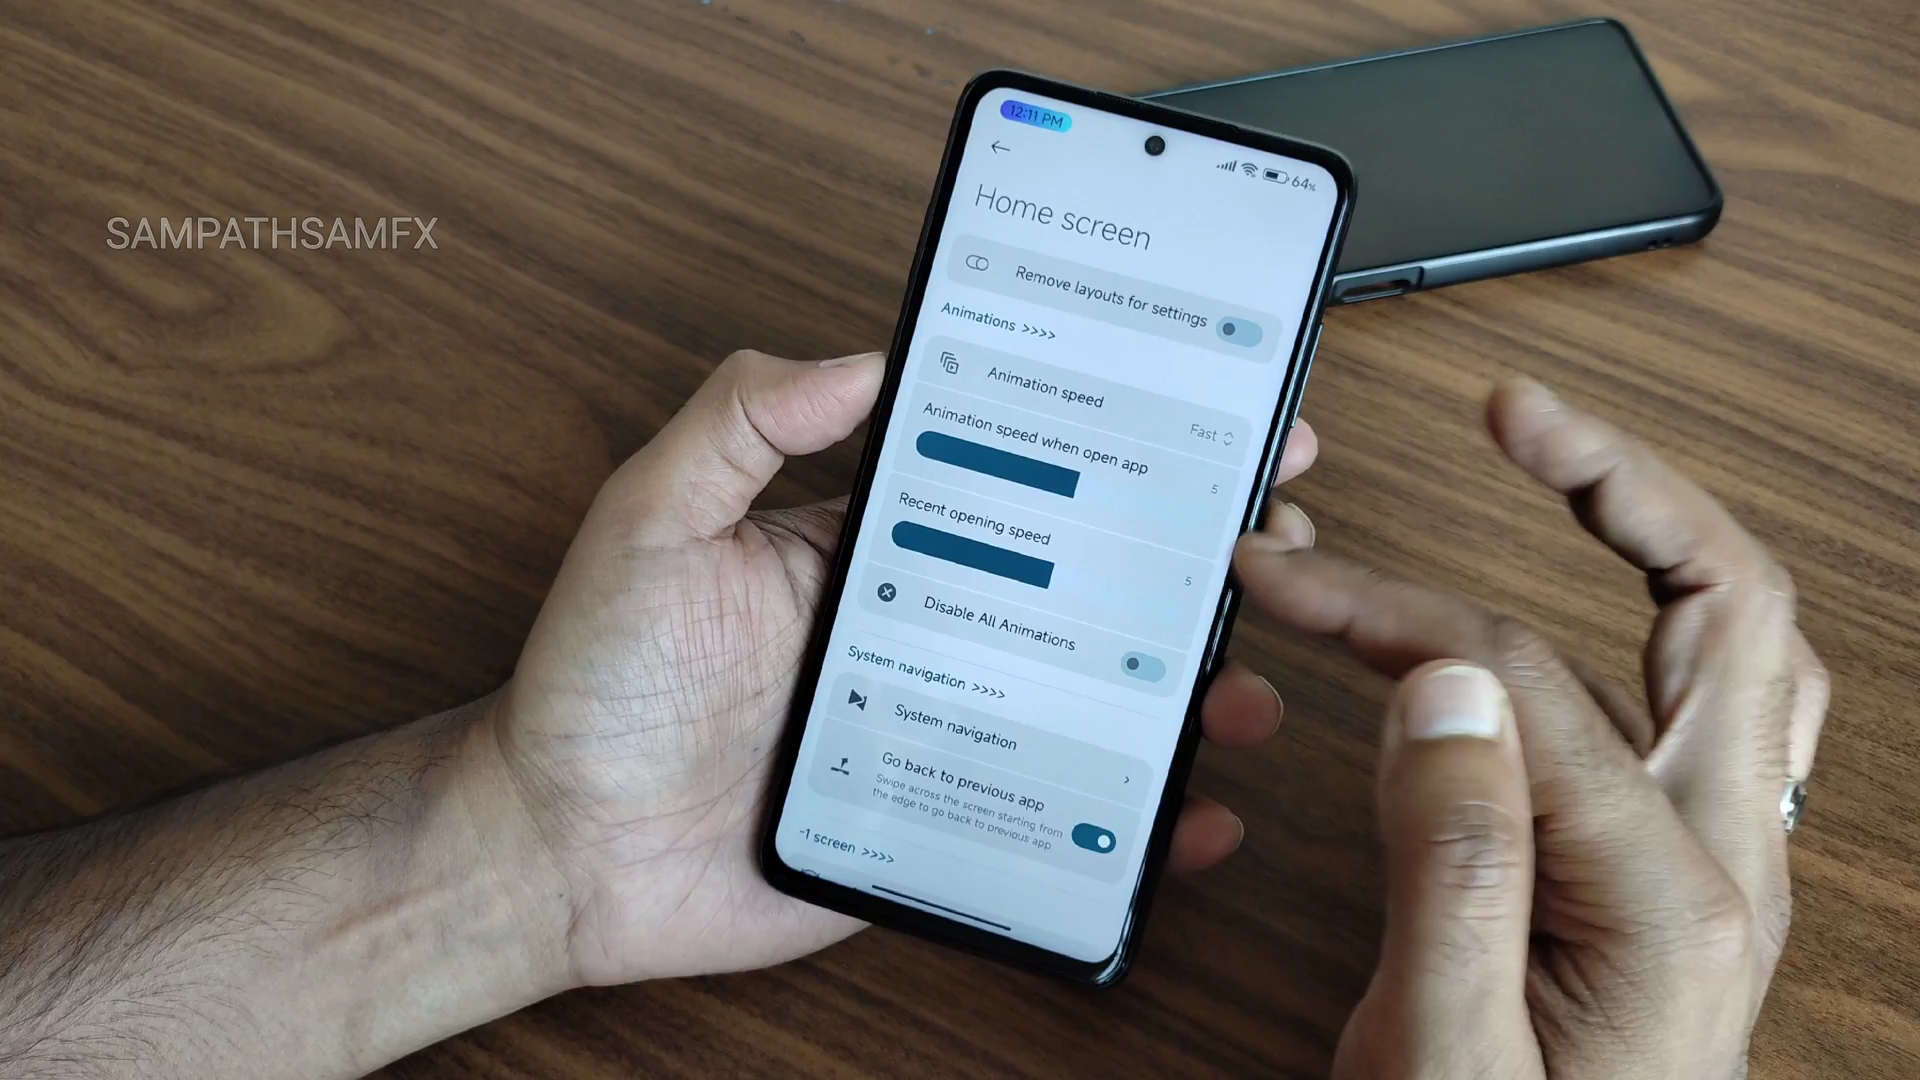 12:11 PM
64%
Home screen
SAMPATHSAMFX
Remove layouts for settings
Animations >>>>
Animation speed
Fast
Animation speed when open app
5
Recent opening speed
5
Disable All Animations
System navigation >>>>
System navigation
Go back to previous app
Swipe across the screen starting from
the edge to go back to previous app
-1 screen >>>>